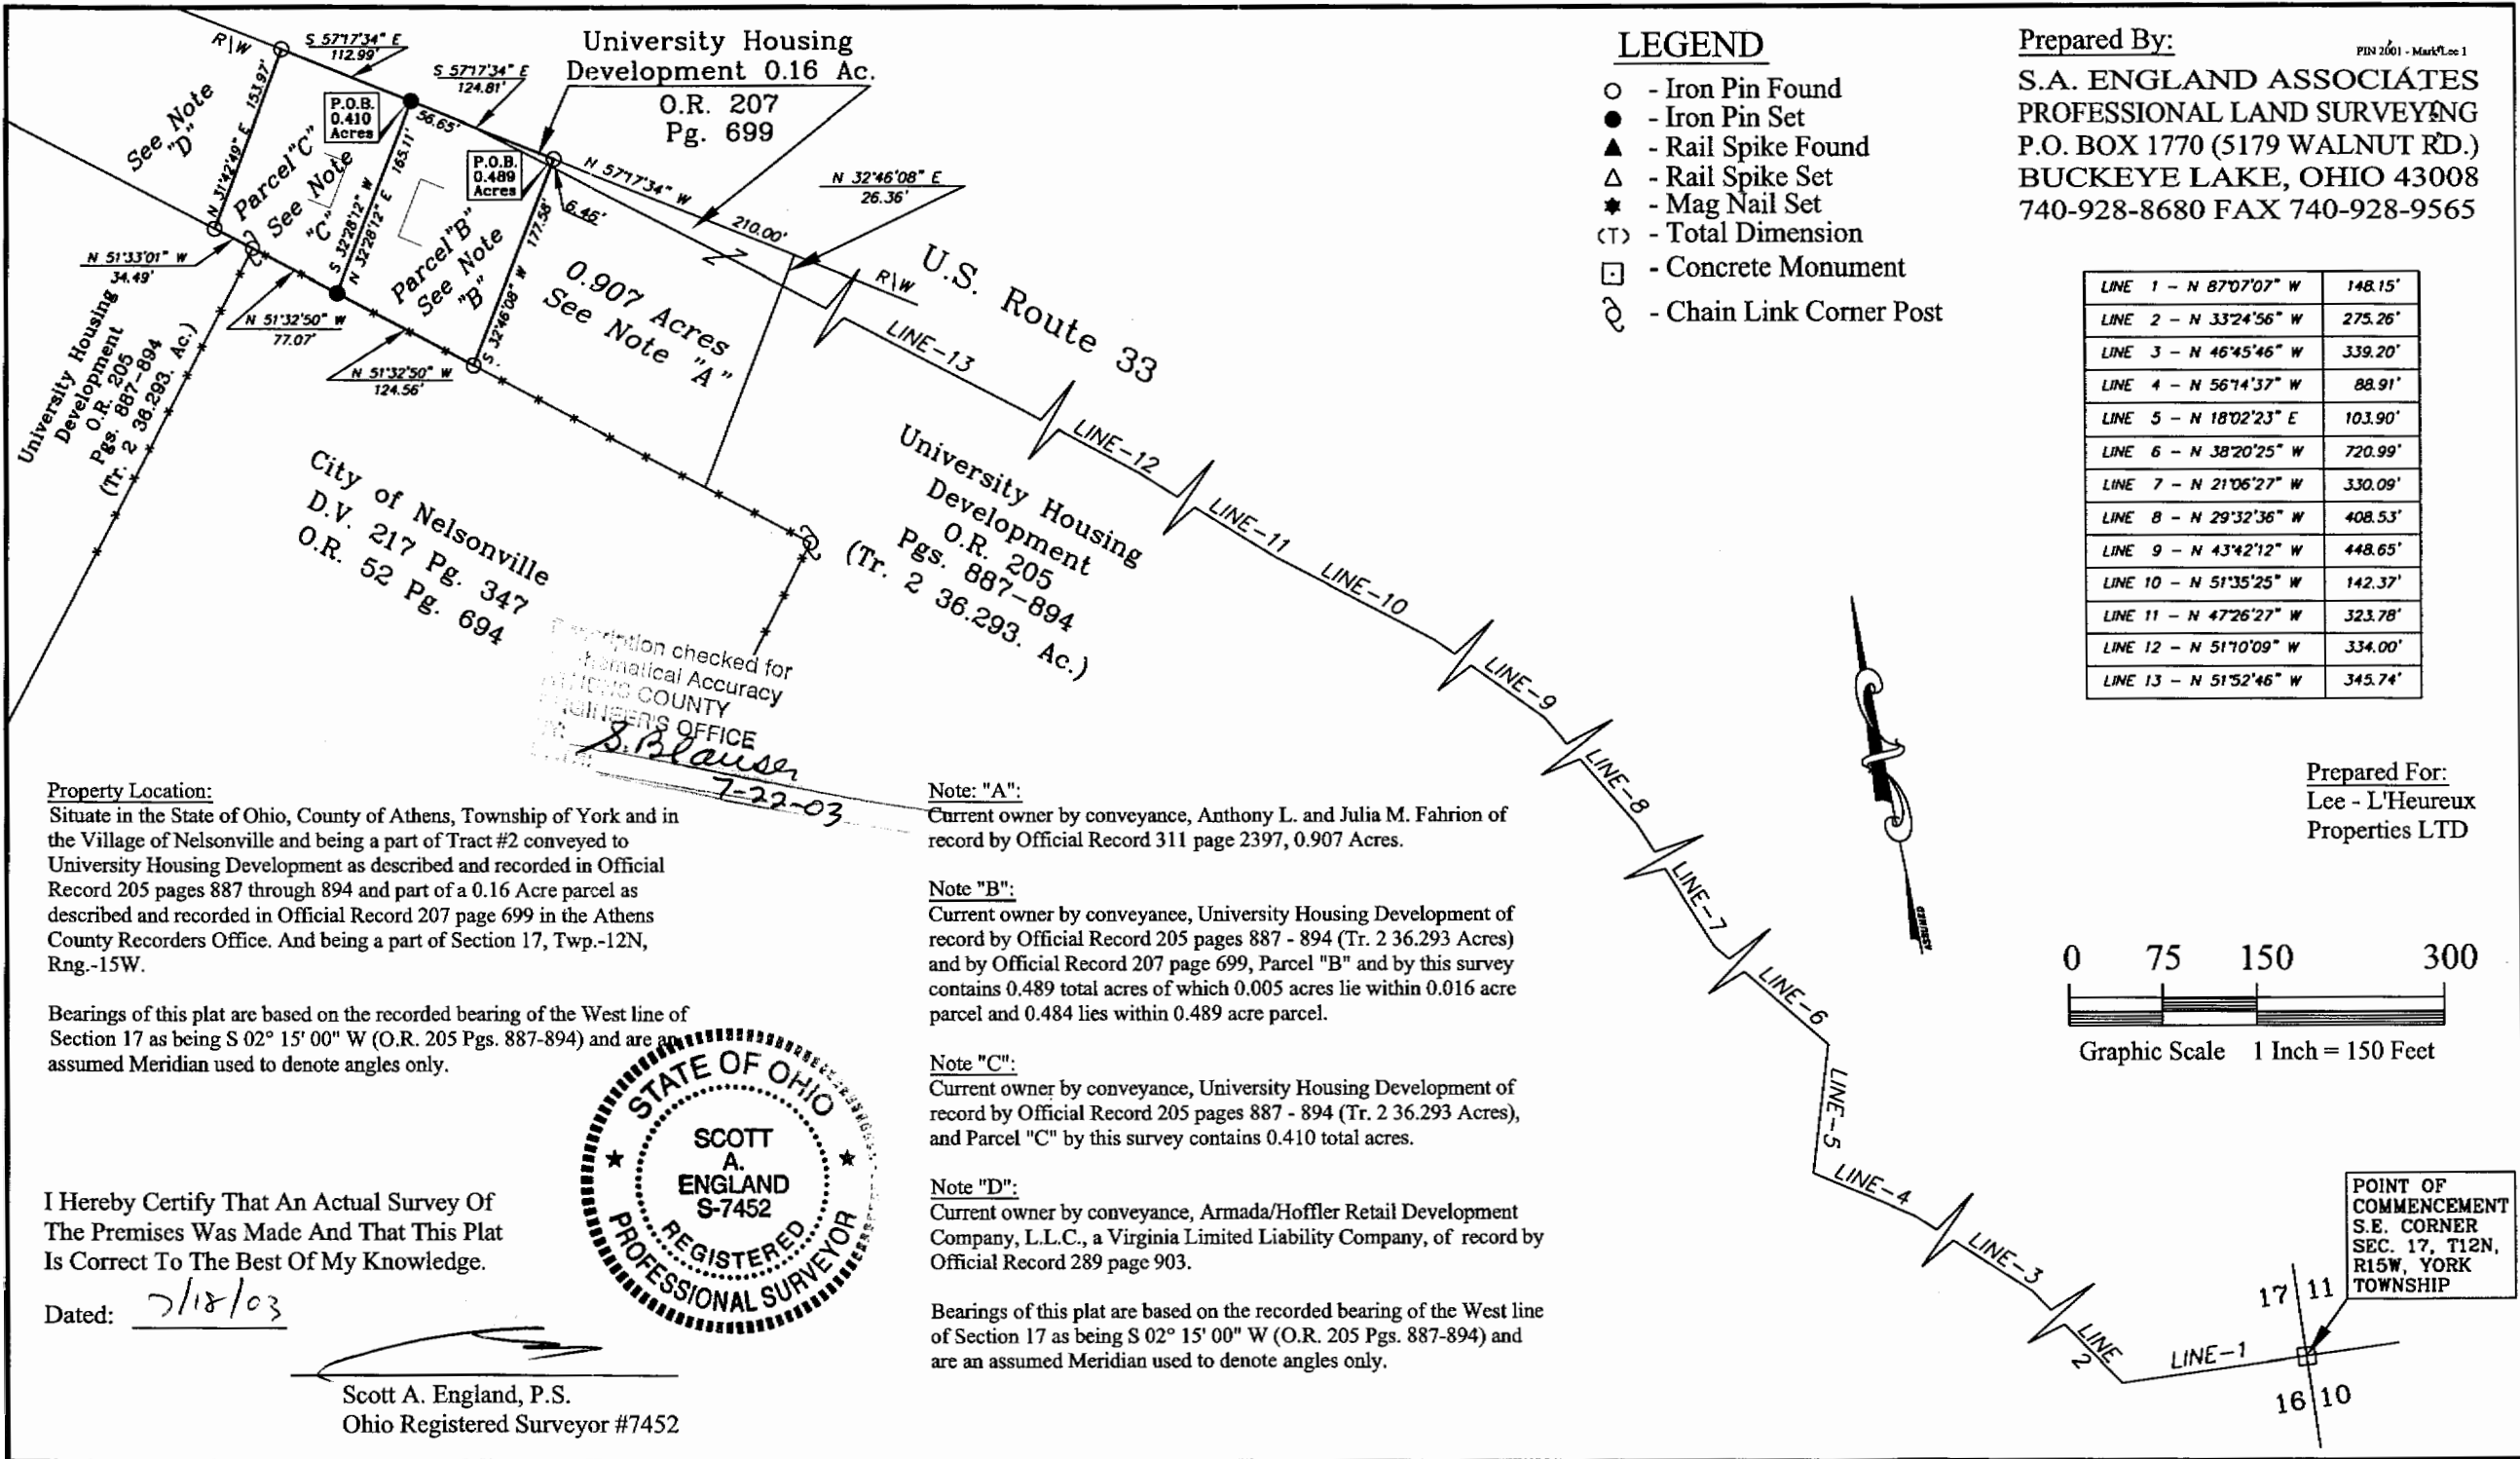 R\W
S 57°17'34" E
112.99'
S 57°17'34" E
124.81'
University Housing
Development 0.16 Ac.
O.R. 207
Pg. 699
See Note
"D"
N 31°42'49" E 153.97'
P.O.B.
0.410
Acres
Parcel "C"
See Note
"C"
S 32°28'12" W
N 32°28'12" E 165.11'
56.65'
P.O.B.
0.489
Acres
N 57°17'34" W
210.00'
6.46'
N 32°46'08" E
26.36'
R\W
U.S. Route 33
Parcel "B"
See Note
"B"
S 32°46'08" W 177.58'
0.907 Acres
See Note "A"
N 51°33'01" W
34.49'
N 51°32'50" W
77.07'
N 51°32'50" W
124.56'
University Housing
Development
O.R. 205
Pgs. 887-894
(Tr. 2 36.293. Ac.)
City of Nelsonville
D.V. 217 Pg. 347
O.R. 52 Pg. 694
University Housing
Development
O.R. 205
Pgs. 887-894
(Tr. 2 36.293. Ac.)
LINE-13
LINE-12
LINE-11
LINE-10
LINE-9
LINE-8
LINE-7
LINE-6
LINE-5
LINE-4
LINE-3
LINE
2
LINE-1
checked for
Accuracy
COUNTY
OFFICE
S. Blauser
7-22-03
LEGEND
- Iron Pin Found
- Iron Pin Set
- Rail Spike Found
- Rail Spike Set
- Mag Nail Set
(T) - Total Dimension
- Concrete Monument
- Chain Link Corner Post
Prepared By:
PIN 2001 - Mark\Lee 1
S.A. ENGLAND ASSOCIATES
PROFESSIONAL LAND SURVEYING
P.O. BOX 1770 (5179 WALNUT RD.)
BUCKEYE LAKE, OHIO 43008
740-928-8680 FAX 740-928-9565
LINE 1 - N 87°07'07" W 148.15'
LINE 2 - N 33°24'56" W 275.26'
LINE 3 - N 46°45'46" W 339.20'
LINE 4 - N 56°14'37" W 88.91'
LINE 5 - N 18°02'23" E 103.90'
LINE 6 - N 38°20'25" W 720.99'
LINE 7 - N 21°06'27" W 330.09'
LINE 8 - N 29°32'36" W 408.53'
LINE 9 - N 43°42'12" W 448.65'
LINE 10 - N 51°35'25" W 142.37'
LINE 11 - N 47°26'27" W 323.78'
LINE 12 - N 51°10'09" W 334.00'
LINE 13 - N 51°52'46" W 345.74'
ASSUMED
Prepared For:
Lee - L'Heureux
Properties LTD
0 75 150 300
Graphic Scale 1 Inch = 150 Feet
POINT OF
COMMENCEMENT
S.E. CORNER
SEC. 17, T12N,
R15W, YORK
TOWNSHIP
17 11
16 10
Property Location:
Situate in the State of Ohio, County of Athens, Township of York and in
the Village of Nelsonville and being a part of Tract #2 conveyed to
University Housing Development as described and recorded in Official
Record 205 pages 887 through 894 and part of a 0.16 Acre parcel as
described and recorded in Official Record 207 page 699 in the Athens
County Recorders Office. And being a part of Section 17, Twp.-12N,
Rng.-15W.
Bearings of this plat are based on the recorded bearing of the West line of
Section 17 as being S 02° 15' 00" W (O.R. 205 Pgs. 887-894) and are an
assumed Meridian used to denote angles only.
I Hereby Certify That An Actual Survey Of
The Premises Was Made And That This Plat
Is Correct To The Best Of My Knowledge.
Dated: 7/18/03
Scott A. England, P.S.
Ohio Registered Surveyor #7452
STATE OF OHIO
SCOTT
A.
ENGLAND
S-7452
REGISTERED
PROFESSIONAL SURVEYOR
Note: "A":
Current owner by conveyance, Anthony L. and Julia M. Fahrion of
record by Official Record 311 page 2397, 0.907 Acres.
Note "B":
Current owner by conveyance, University Housing Development of
record by Official Record 205 pages 887 - 894 (Tr. 2 36.293 Acres)
and by Official Record 207 page 699, Parcel "B" and by this survey
contains 0.489 total acres of which 0.005 acres lie within 0.016 acre
parcel and 0.484 lies within 0.489 acre parcel.
Note "C":
Current owner by conveyance, University Housing Development of
record by Official Record 205 pages 887 - 894 (Tr. 2 36.293 Acres),
and Parcel "C" by this survey contains 0.410 total acres.
Note "D":
Current owner by conveyance, Armada/Hoffler Retail Development
Company, L.L.C., a Virginia Limited Liability Company, of record by
Official Record 289 page 903.
Bearings of this plat are based on the recorded bearing of the West line
of Section 17 as being S 02° 15' 00" W (O.R. 205 Pgs. 887-894) and
are an assumed Meridian used to denote angles only.